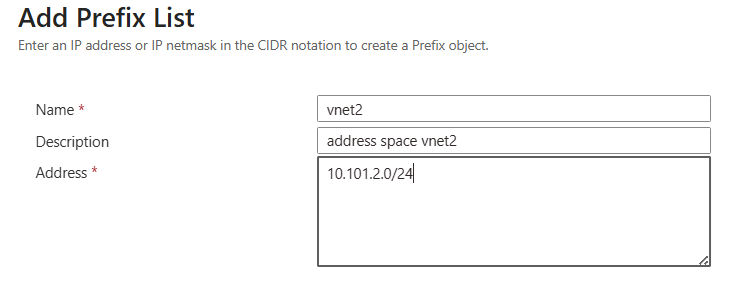 Add Prefix List
Enter an IP address or IP netmask in the CIDR notation to create a Prefix object.
Name * vnet2
Description address space vnet2
Address * 10.101.2.0/24